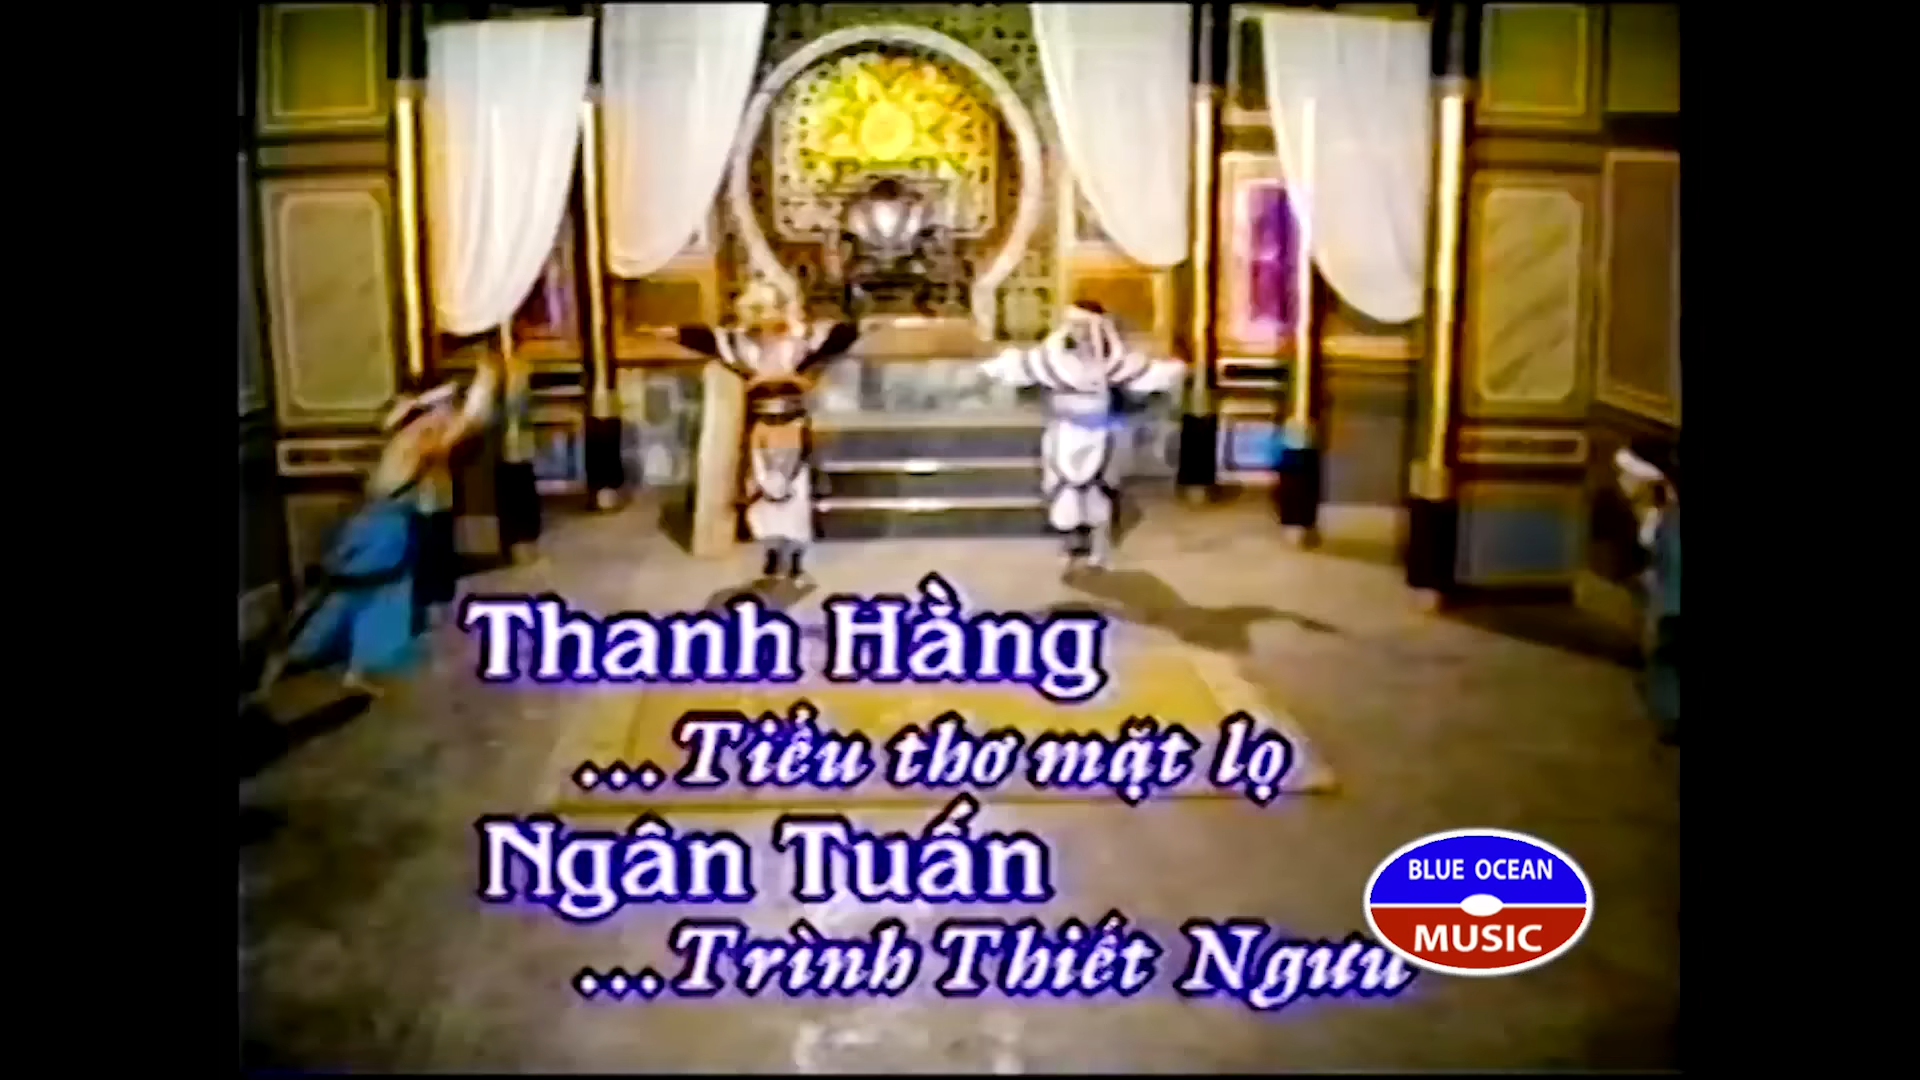 Thanh Hằng
...Tiểu thơ mặt lọ
Ngân Tuấn
...Trình Thiết Ngưu
BLUE OCEAN
MUSIC